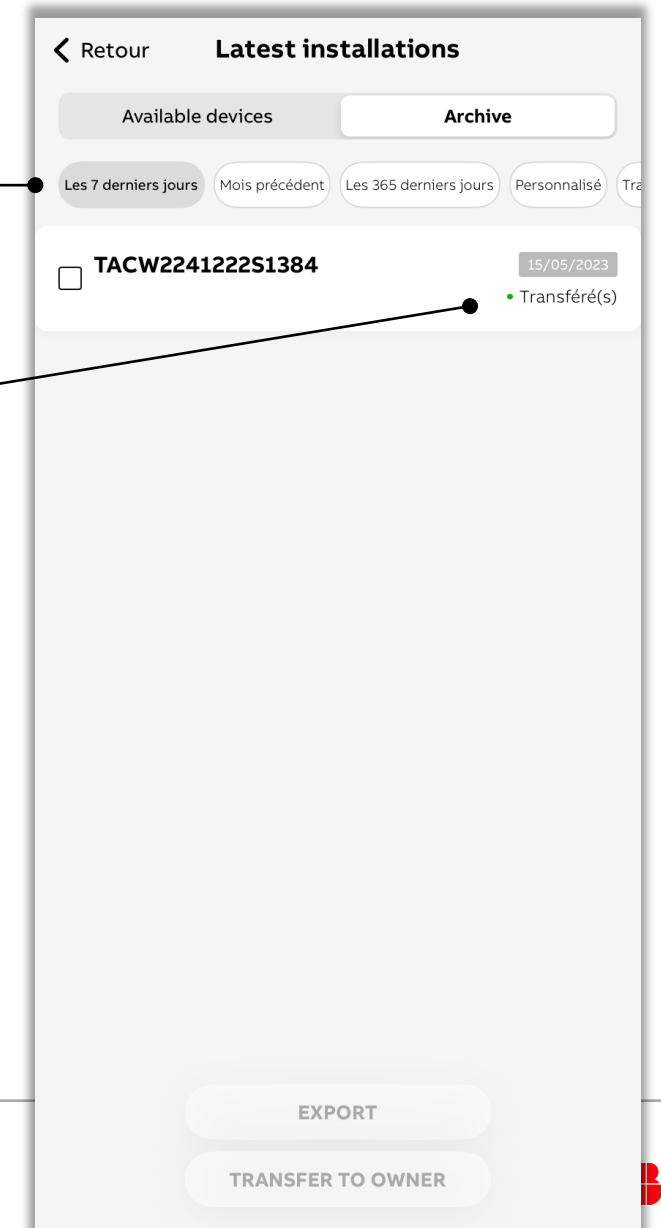 Retour
Latest installations
Available devices
Archive
Les 7 derniers jours
Mois précédent
Les 365 derniers jours
Personnalisé
TACW2241222S1384
15/05/2023
Transféré(s)
EXPORT
TRANSFER TO OWNER